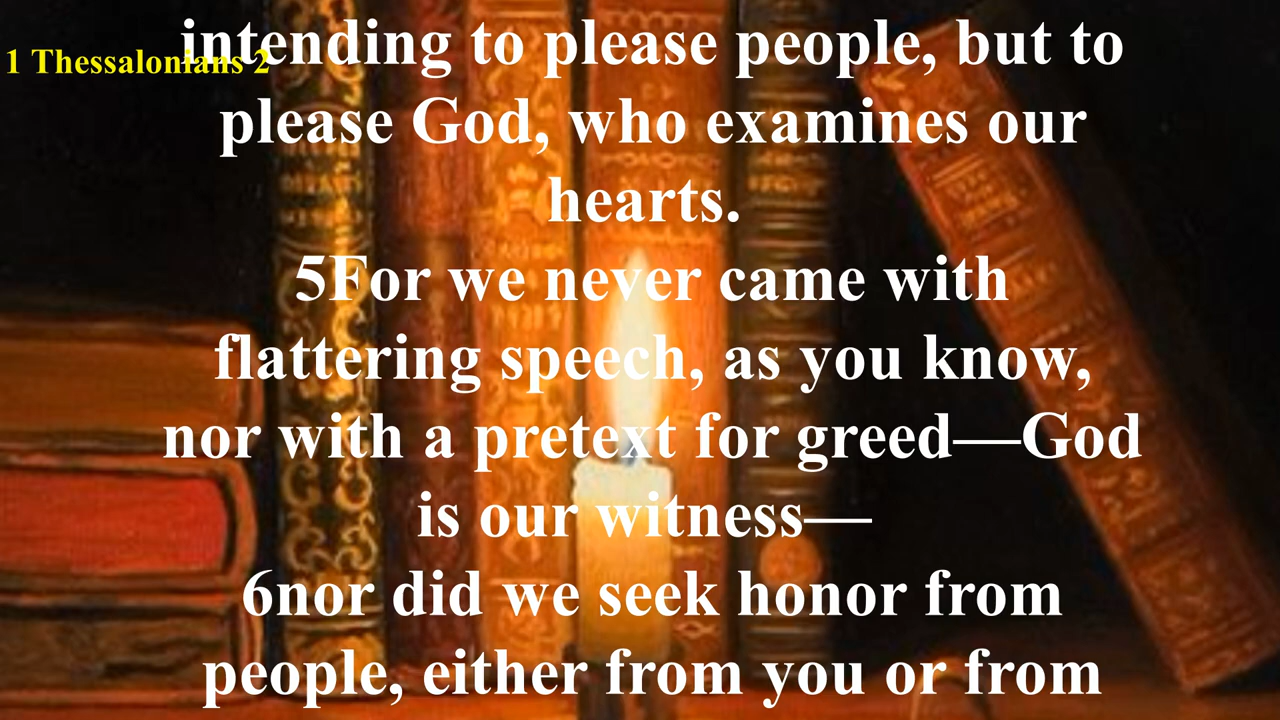 1 Thessalonians 2
intending to please people, but to
please God, who examines our
hearts.
5For we never came with
flattering speech, as you know,
nor with a pretext for greed—God
is our witness—
6nor did we seek honor from
people, either from you or from